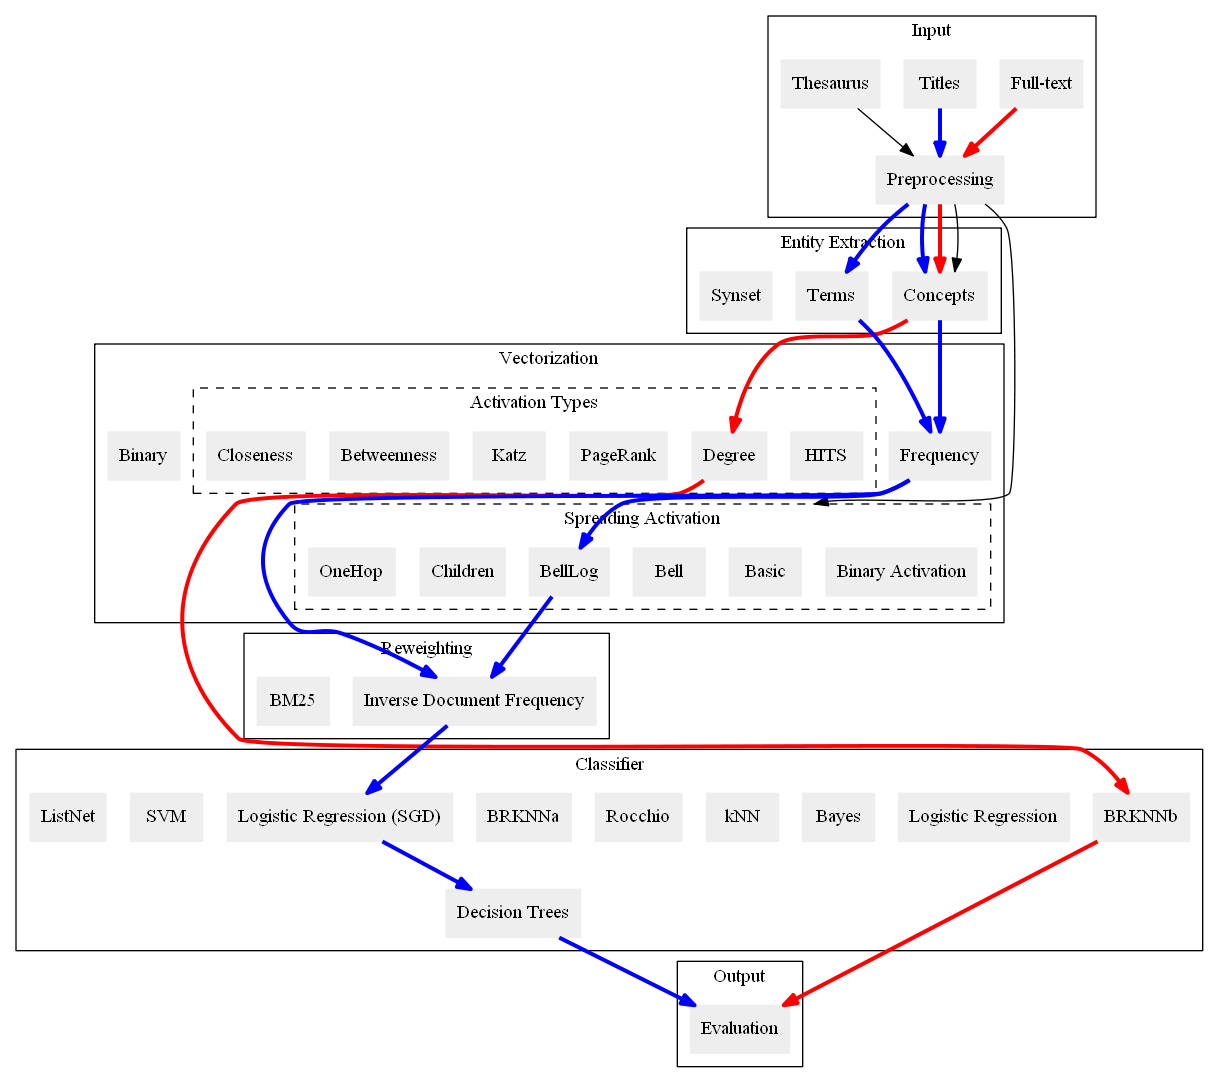 Input
Thesaurus
Titles
Full-text
Preprocessing
Entity Extraction
Synset
Terms
Concepts
Vectorization
Activation Types
Binary
Closeness
Betweenness
Katz
PageRank
Degree
HITS
Frequency
Spreading Activation
OneHop
Children
BellLog
Bell
Basic
Binary Activation
Reweighting
BM25
Inverse Document Frequency
Classifier
ListNet
SVM
Logistic Regression (SGD)
BRKNNa
Rocchio
kNN
Bayes
Logistic Regression
BRKNNb
Decision Trees
Output
Evaluation